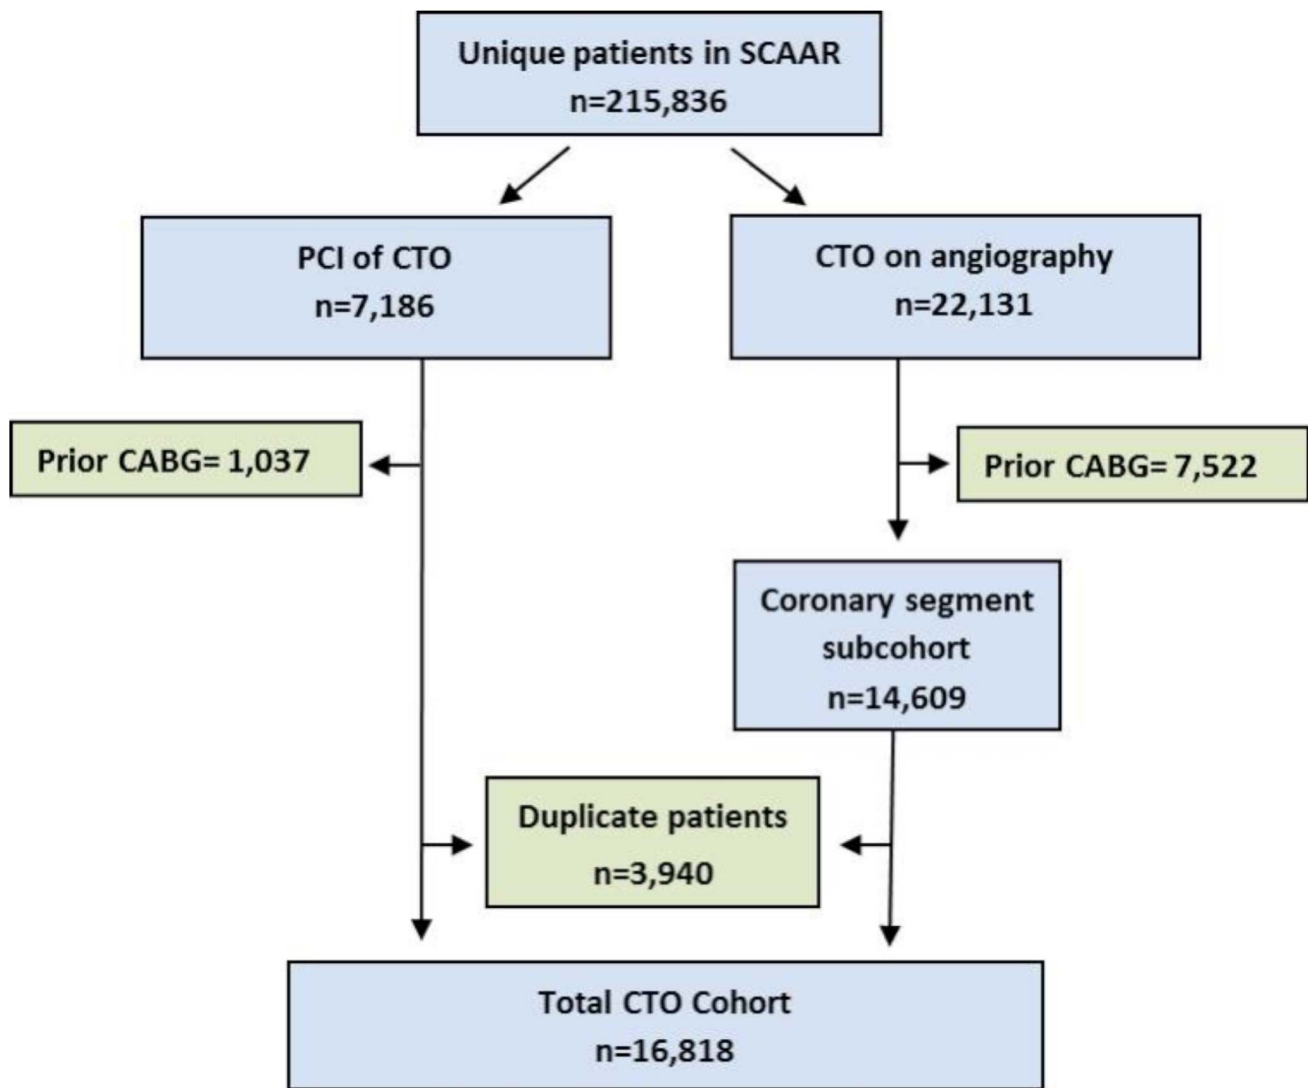 Unique patients in SCAAR
n=215,836
PCI of CTO
n=7,186
CTO on angiography
n=22,131
Prior CABG= 1,037
Prior CABG= 7,522
Coronary segment
subcohort
n=14,609
Duplicate patients
n=3,940
Total CTO Cohort
n=16,818